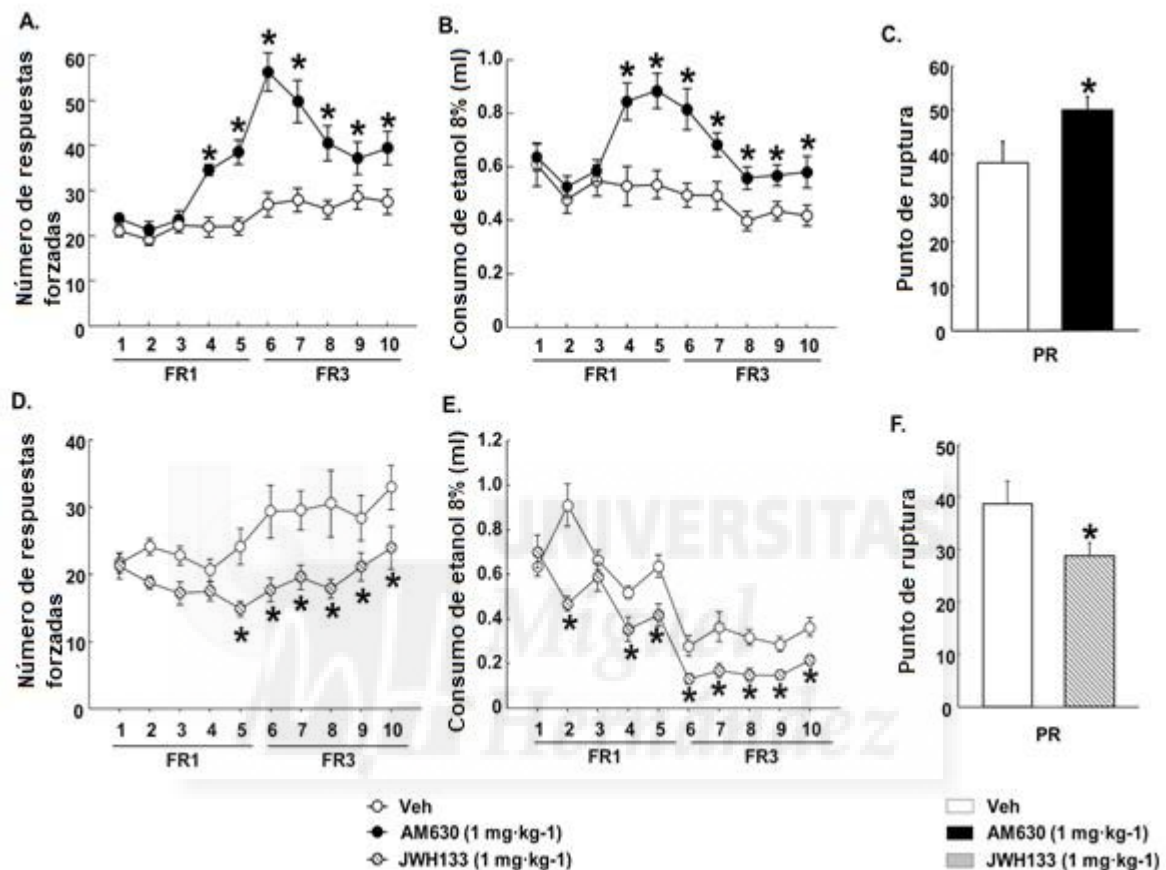 A.
Número de respuestas
forzadas
60
50
40
30
20
10
0
* * * * * * *
1 2 3 4 5 6 7 8 9 10
FR1 FR3
B.
Consumo de etanol 8% (ml)
1.0
0.8
0.6
0.4
0.2
0
* * * * * * *
1 2 3 4 5 6 7 8 9 10
FR1 FR3
C.
Punto de ruptura
60
50
40
30
20
10
0
*
PR
D.
Número de respuestas
forzadas
40
30
20
10
0
* * * * * *
1 2 3 4 5 6 7 8 9 10
FR1 FR3
E.
Consumo de etanol 8% (ml)
1.2
1.0
0.8
0.6
0.4
0.2
0
* * * * * * * *
1 2 3 4 5 6 7 8 9 10
FR1 FR3
F.
Punto de ruptura
50
40
30
20
10
0
*
PR
UNIVERSITAS
Miguel
Hernández
Veh
AM630 (1 mg·kg-1)
JWH133 (1 mg·kg-1)
Veh
AM630 (1 mg·kg-1)
JWH133 (1 mg·kg-1)